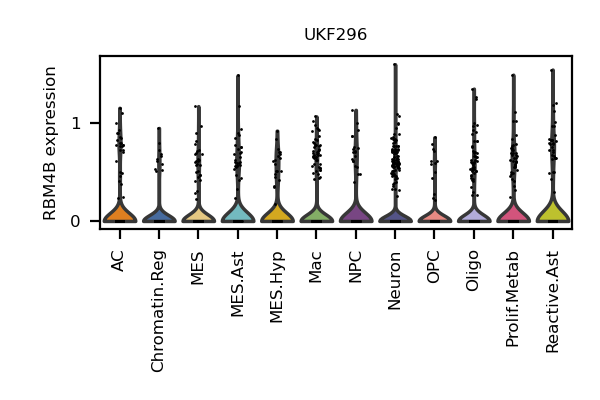 UKF296
RBM4B expression
1
0
AC
Chromatin.Reg
MES
MES.Ast
MES.Hyp
Mac
NPC
Neuron
OPC
Oligo
Prolif.Metab
Reactive.Ast